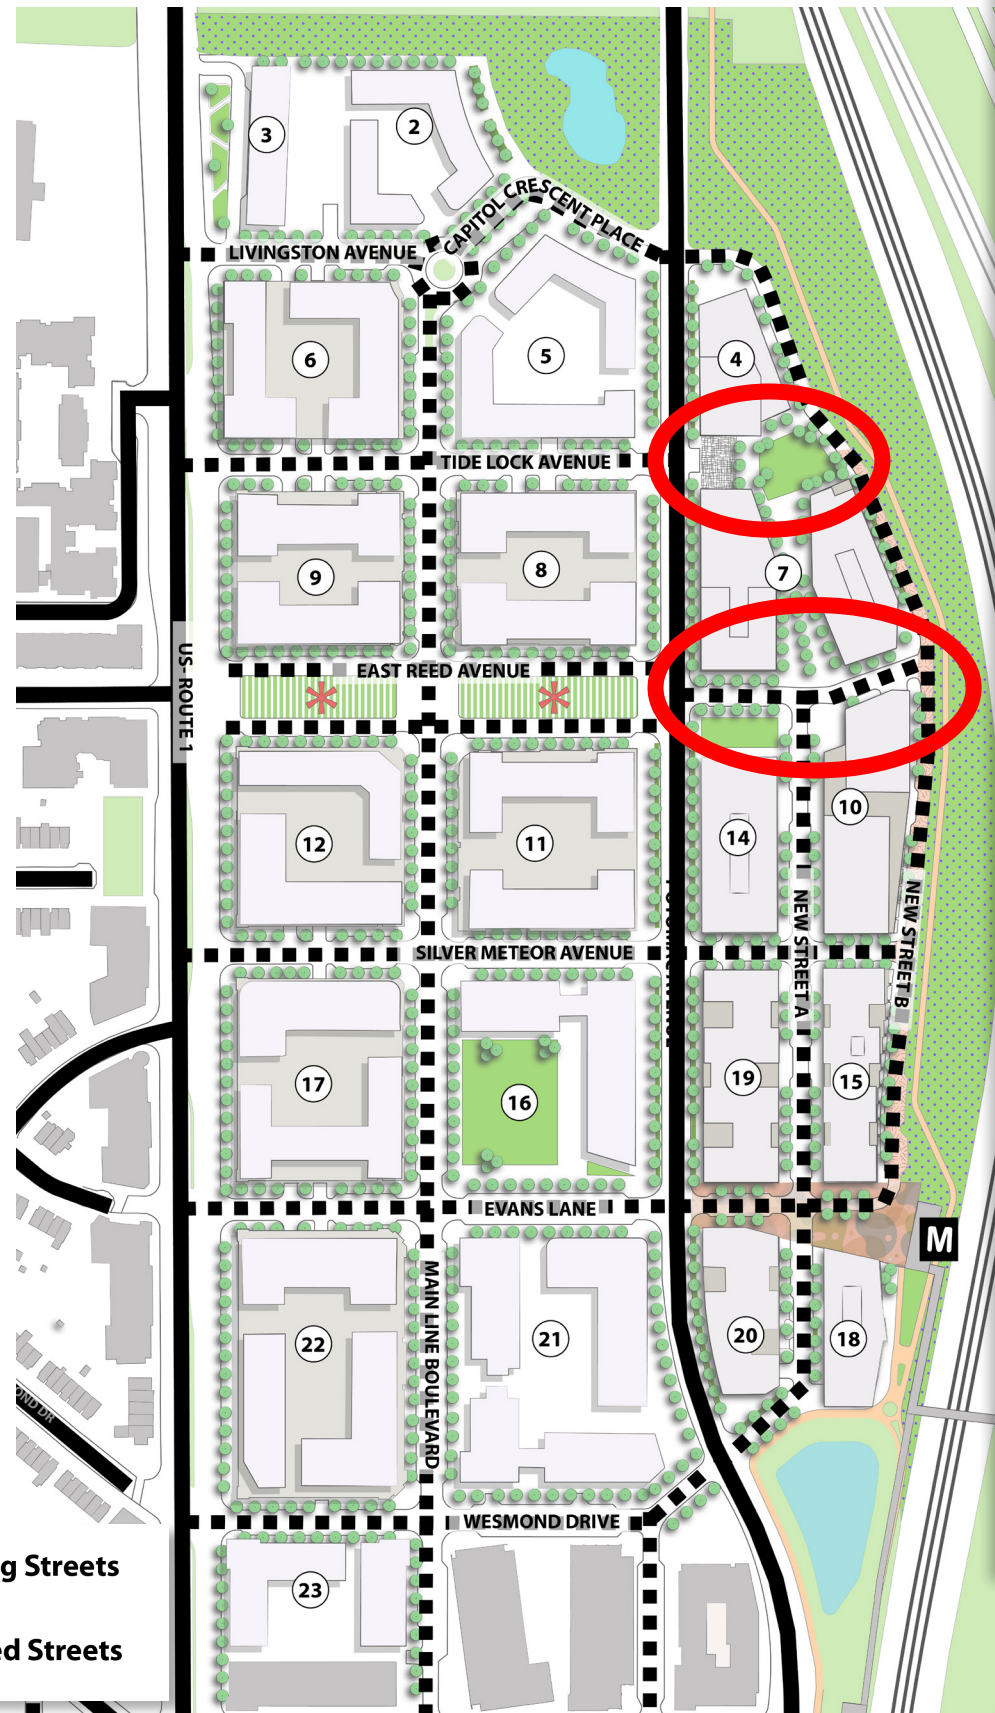 3
2
CAPITOL CRESCENT PLACE
LIVINGSTON AVENUE
6
5
4
TIDE LOCK AVENUE
9
8
7
US- ROUTE 1
EAST REED AVENUE
12
11
14
10
NEW STREET A
NEW STREET B
SILVER METEOR AVENUE
17
16
19
15
EVANS LANE
M
MAIN LINE BOULEVARD
22
21
20
18
OND DR
WESMOND DRIVE
g Streets
23
ed Streets